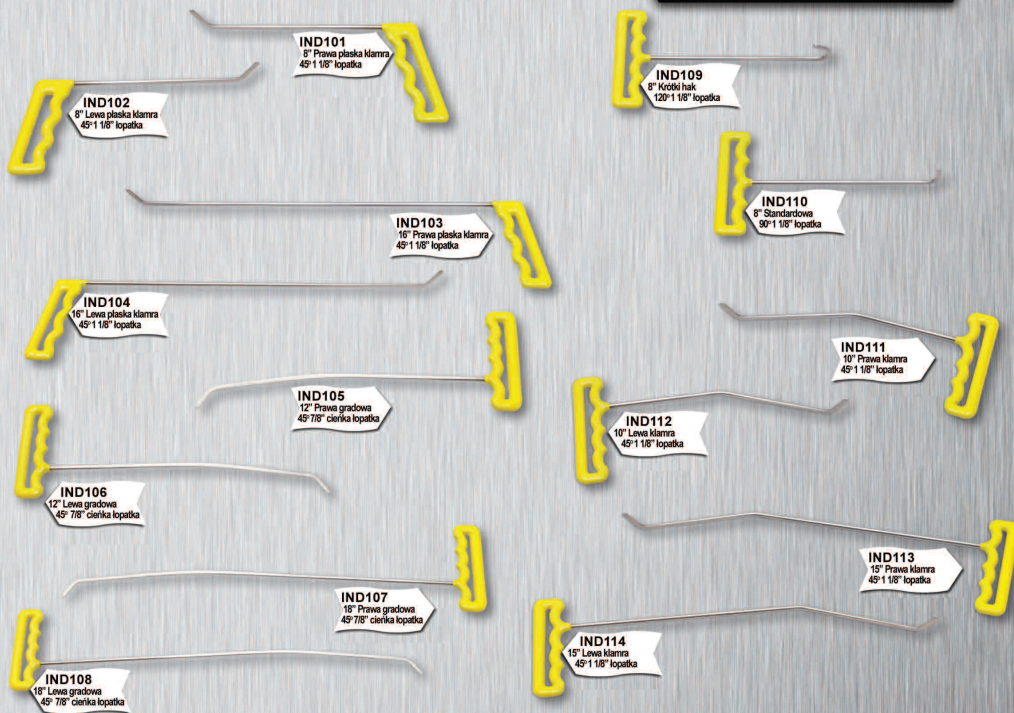 IND101
8" Prawa płaska klamra
45° 1 1/8" łopatka
IND102
8" Lewa płaska klamra
45° 1 1/8" łopatka
IND103
16" Prawa płaska klamra
45° 1 1/8" łopatka
IND104
16" Lewa płaska klamra
45° 1 1/8" łopatka
IND105
12" Prawa gradowa
45° 7/8" cieńka łopatka
IND106
12" Lewa gradowa
45° 7/8" cieńka łopatka
IND107
18" Prawa gradowa
45° 7/8" cieńka łopatka
IND108
18" Lewa gradowa
45° 7/8" cieńka łopatka
IND109
8" Krótki hak
120° 1 1/8" łopatka
IND110
8" Standardowa
90° 1 1/8" łopatka
IND111
10" Prawa klamra
45° 1 1/8" łopatka
IND112
10" Lewa klamra
45° 1 1/8" łopatka
IND113
15" Prawa klamra
45° 1 1/8" łopatka
IND114
15" Lewa klamra
45° 1 1/8" łopatka